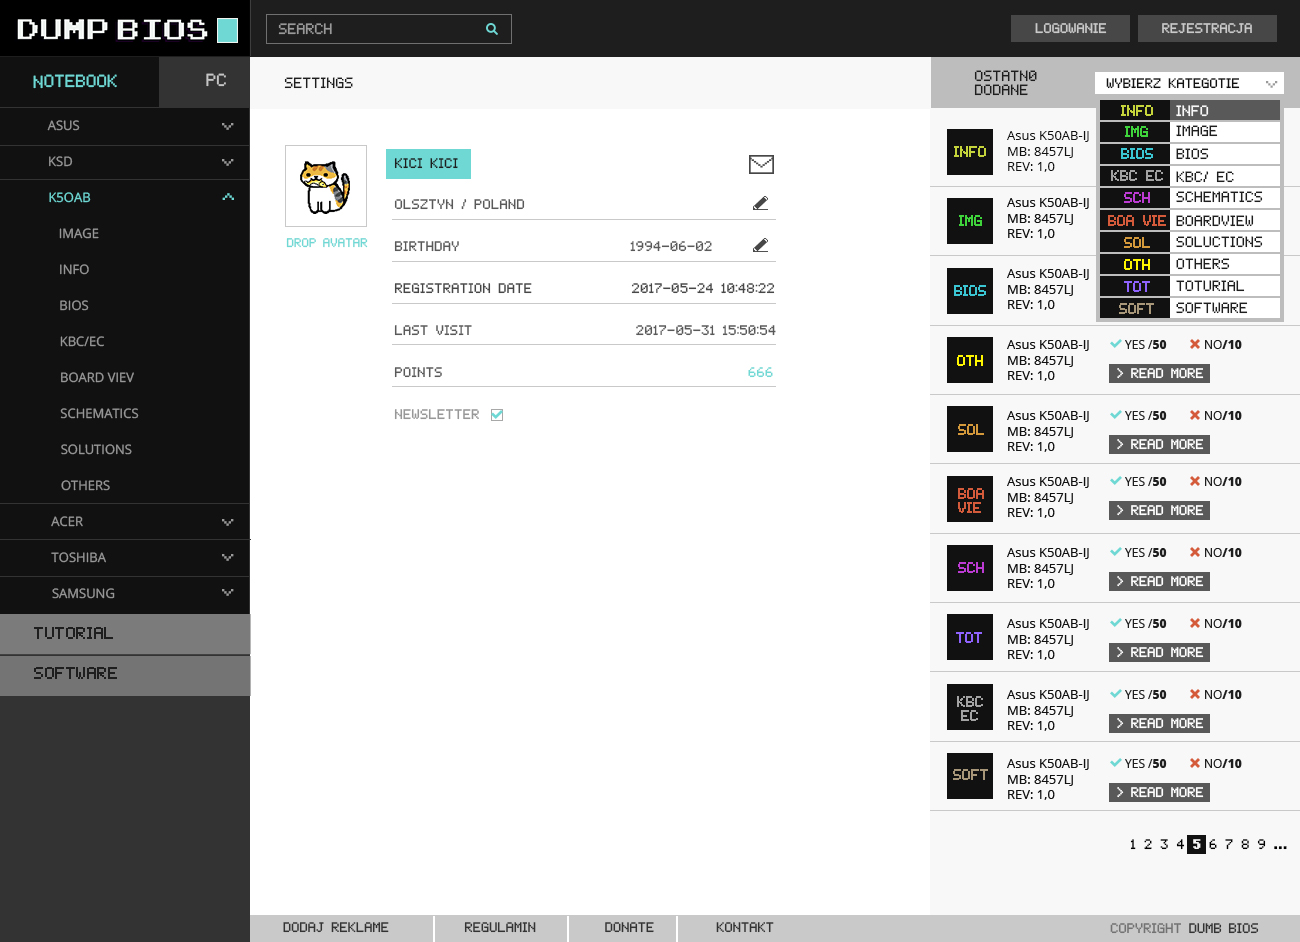 DUMP BIOS
SEARCH
LOGOWANIE
REJESTRACJA
NOTEBOOK
PC
ASUS
KSD
K5OAB
IMAGE
INFO
BIOS
KBC/EC
BOARD VIEV
SCHEMATICS
SOLUTIONS
OTHERS
ACER
TOSHIBA
SAMSUNG
TUTORIAL
SOFTWARE
SETTINGS
DROP AVATAR
KICI KICI
OLSZTYN / POLAND
BIRTHDAY 1994-06-02
REGISTRATION DATE 2017-05-24 10:48:22
LAST VISIT 2017-05-31 15:50:54
POINTS 666
NEWSLETTER
OSTATNO
DODANE
WYBIERZ KATEGOTIE
INFO INFO
IMG IMAGE
BIOS BIOS
KBC EC KBC/ EC
SCH SCHEMATICS
BOA VIE BOARDVIEW
SOL SOLUCTIONS
OTH OTHERS
TOT TOTURIAL
SOFT SOFTWARE
INFO
Asus K50AB-IJ
MB: 8457LJ
REV: 1,0
IMG
Asus K50AB-IJ
MB: 8457LJ
REV: 1,0
BIOS
Asus K50AB-IJ
MB: 8457LJ
REV: 1,0
OTH
Asus K50AB-IJ
MB: 8457LJ
REV: 1,0
YES /50 NO/10
> READ MORE
SOL
Asus K50AB-IJ
MB: 8457LJ
REV: 1,0
YES /50 NO/10
> READ MORE
BOA
VIE
Asus K50AB-IJ
MB: 8457LJ
REV: 1,0
YES /50 NO/10
> READ MORE
SCH
Asus K50AB-IJ
MB: 8457LJ
REV: 1,0
YES /50 NO/10
> READ MORE
TOT
Asus K50AB-IJ
MB: 8457LJ
REV: 1,0
YES /50 NO/10
> READ MORE
KBC
EC
Asus K50AB-IJ
MB: 8457LJ
REV: 1,0
YES /50 NO/10
> READ MORE
SOFT
Asus K50AB-IJ
MB: 8457LJ
REV: 1,0
YES /50 NO/10
> READ MORE
1 2 3 4 5 6 7 8 9 ...
DODAJ REKLAME
REGULAMIN
DONATE
KONTAKT
COPYRIGHT DUMB BIOS